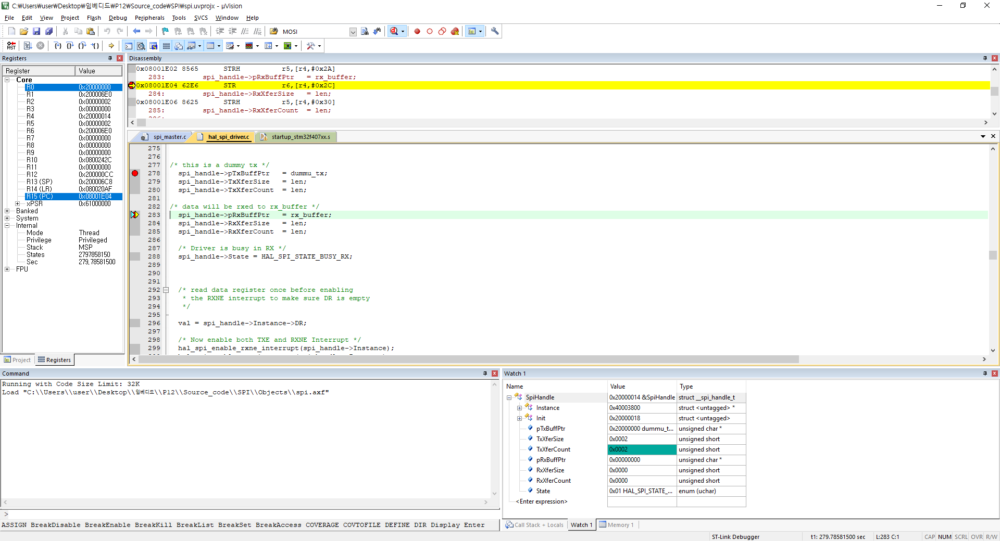 C:₩Users₩user₩Desktop₩임베디드₩P12₩Source_code₩SPI₩spi.uvprojx - µVision
File Edit View Project Flash Debug Peripherals Tools SVCS Window Help
MOSI
RST
Registers
Register Value
Core
R0 0x20000000
R1 0x200006E0
R2 0x00000002
R3 0x00000000
R4 0x20000014
R5 0x00000002
R6 0x200006E0
R7 0x00000000
R8 0x00000000
R9 0x00000000
R10 0x0800242C
R11 0x00000000
R12 0x200000CC
R13 (SP) 0x200006C8
R14 (LR) 0x080020AF
R15 (PC) 0x08001E04
xPSR 0x61000000
Banked
System
Internal
Mode Thread
Privilege Privileged
Stack MSP
States 2797858150
Sec 279,78581500
FPU
Project Registers
Disassembly
0x08001E02 8565 STRH r5,[r4,#0x2A]
283: spi_handle->pRxBuffPtr = rx_buffer;
0x08001E04 62E6 STR r6,[r4,#0x2C]
284: spi_handle->RxXferSize = len;
0x08001E06 8625 STRH r5,[r4,#0x30]
285: spi_handle->RxXferCount = len;
spi_master.c hal_spi_driver.c startup_stm32f407xx.s
275
276
277 /* this is a dummy tx */
278 spi_handle->pTxBuffPtr = dummu_tx;
279 spi_handle->TxXferSize = len;
280 spi_handle->TxXferCount = len;
281
282 /* data will be rxed to rx_buffer */
283 spi_handle->pRxBuffPtr = rx_buffer;
284 spi_handle->RxXferSize = len;
285 spi_handle->RxXferCount = len;
286
287 /* Driver is busy in RX */
288 spi_handle->State = HAL_SPI_STATE_BUSY_RX;
289
290
291
292 /* read data register once before enabling
293 * the RXNE interrupt to make sure DR is empty
294 */
295
296 val = spi_handle->Instance->DR;
297
298 /* Now enable both TXE and RXNE Interrupt */
299 hal_spi_enable_rxne_interrupt(spi_handle->Instance);
Command
Running with Code Size Limit: 32K
Load "C:\\Users\\user\\Desktop\\임베디드\\P12\\Source_code\\SPI\\Objects\\spi.axf"
>
ASSIGN BreakDisable BreakEnable BreakKill BreakList BreakSet BreakAccess COVERAGE COVTOFILE DEFINE DIR Display Enter
Watch 1
Name Value Type
SpiHandle 0x20000014 &SpiHandle struct __spi_handle_t
Instance 0x40003800 struct <untagged> *
Init 0x20000018 struct <untagged>
pTxBuffPtr 0x20000000 dummu_t... unsigned char *
TxXferSize 0x0002 unsigned short
TxXferCount 0x0002 unsigned short
pRxBuffPtr 0x00000000 unsigned char *
RxXferSize 0x0000 unsigned short
RxXferCount 0x0000 unsigned short
State 0x01 HAL_SPI_STATE_... enum (uchar)
<Enter expression>
Call Stack + Locals Watch 1 Memory 1
ST-Link Debugger t1: 279.78581500 sec L:283 C:1 CAP NUM SCRL OVR R/W